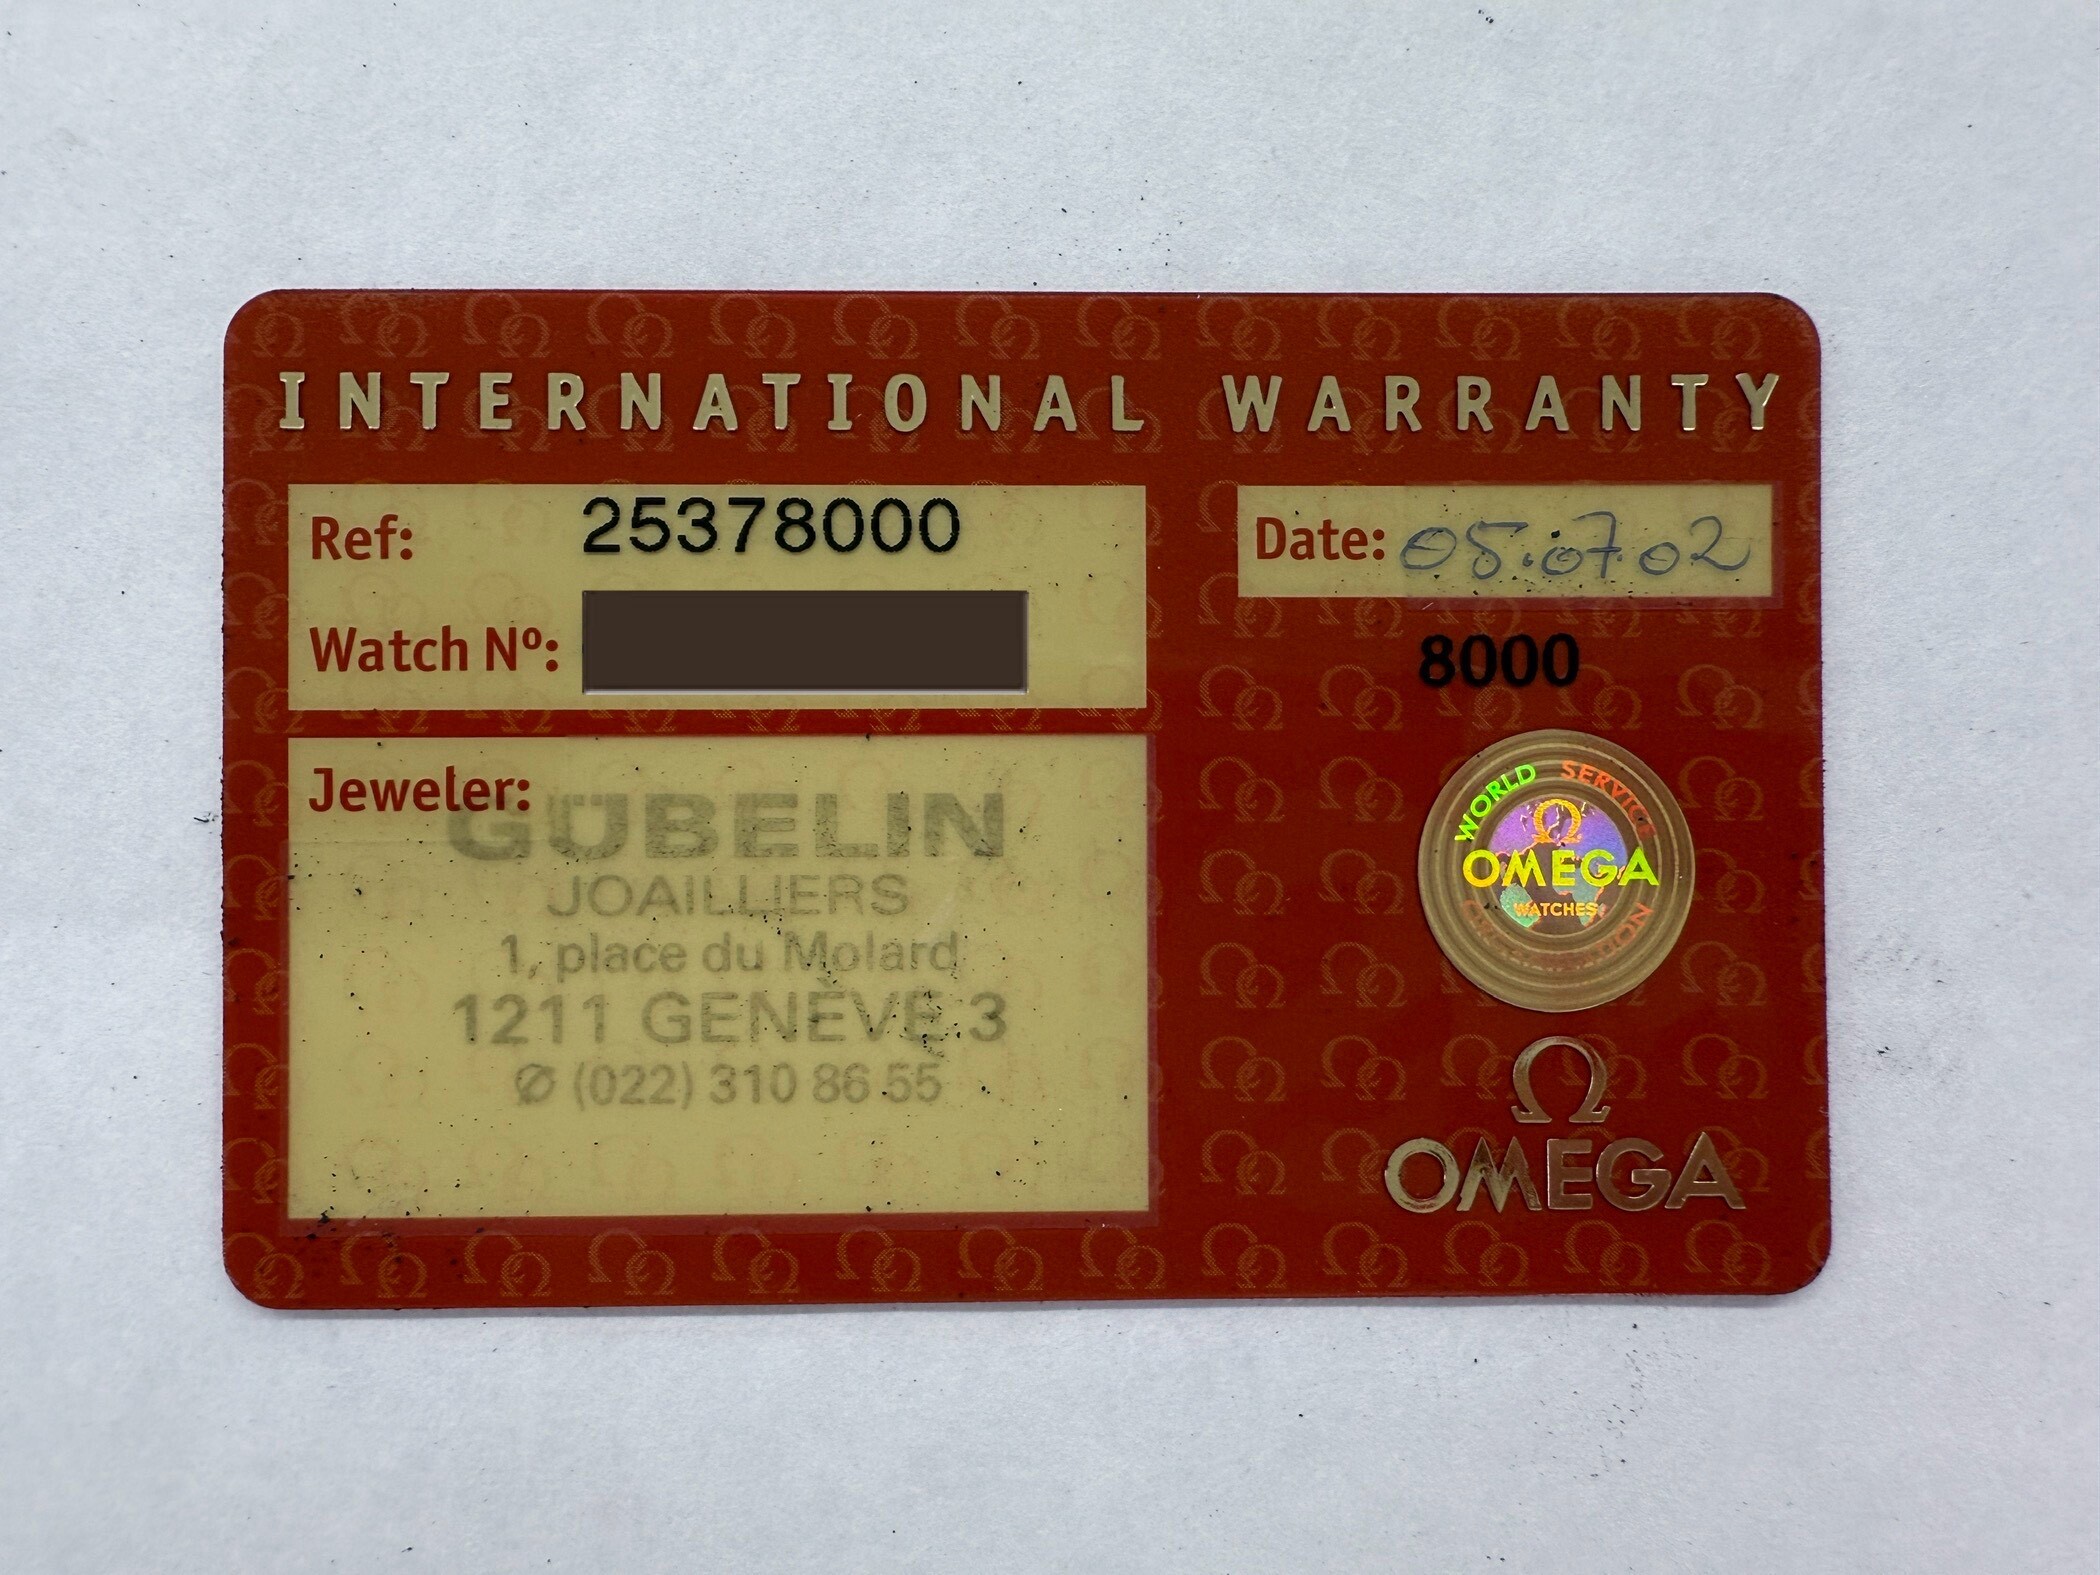 INTERNATIONAL WARRANTY
Ref: 25378000
Watch Nº:
Date: 05.07.02
8000
Jeweler:
GÜBELIN
JOAILLIERS
1, place du Molard
1211 GENÈVE 3
(022) 310 86 55
WORLD SERVICE
Ω
OMEGA
WATCHES
Ω
OMEGA